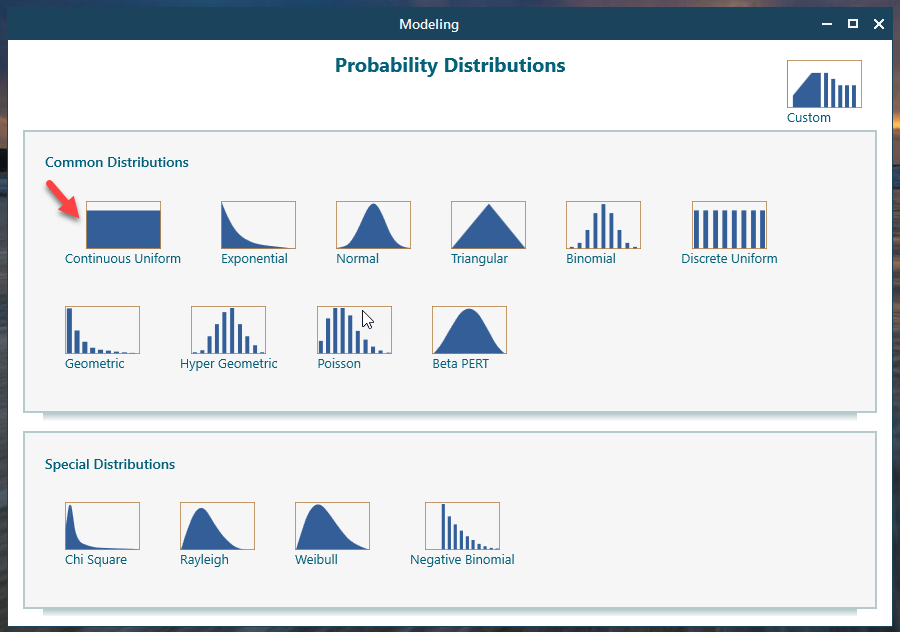 Modeling
Probability Distributions
Custom
Common Distributions
Continuous Uniform
Exponential
Normal
Triangular
Binomial
Discrete Uniform
Geometric
Hyper Geometric
Poisson
Beta PERT
Special Distributions
Chi Square
Rayleigh
Weibull
Negative Binomial